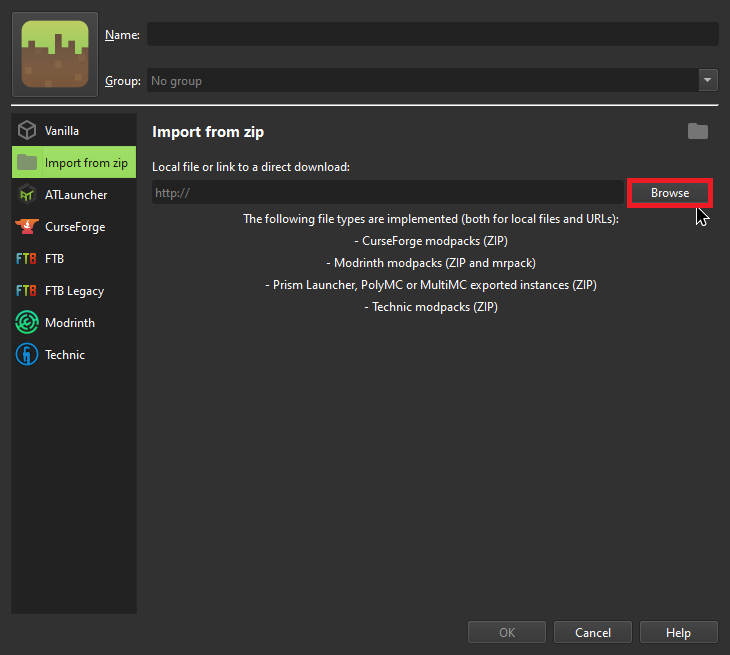 Name:
Group: No group
Vanilla
Import from zip
ATLauncher
CurseForge
FTB FTB
FTB FTB Legacy
Modrinth
Technic
Import from zip
Local file or link to a direct download:
http:// Browse
The following file types are implemented (both for local files and URLs):
- CurseForge modpacks (ZIP)
- Modrinth modpacks (ZIP and mrpack)
- Prism Launcher, PolyMC or MultiMC exported instances (ZIP)
- Technic modpacks (ZIP)
OK Cancel Help